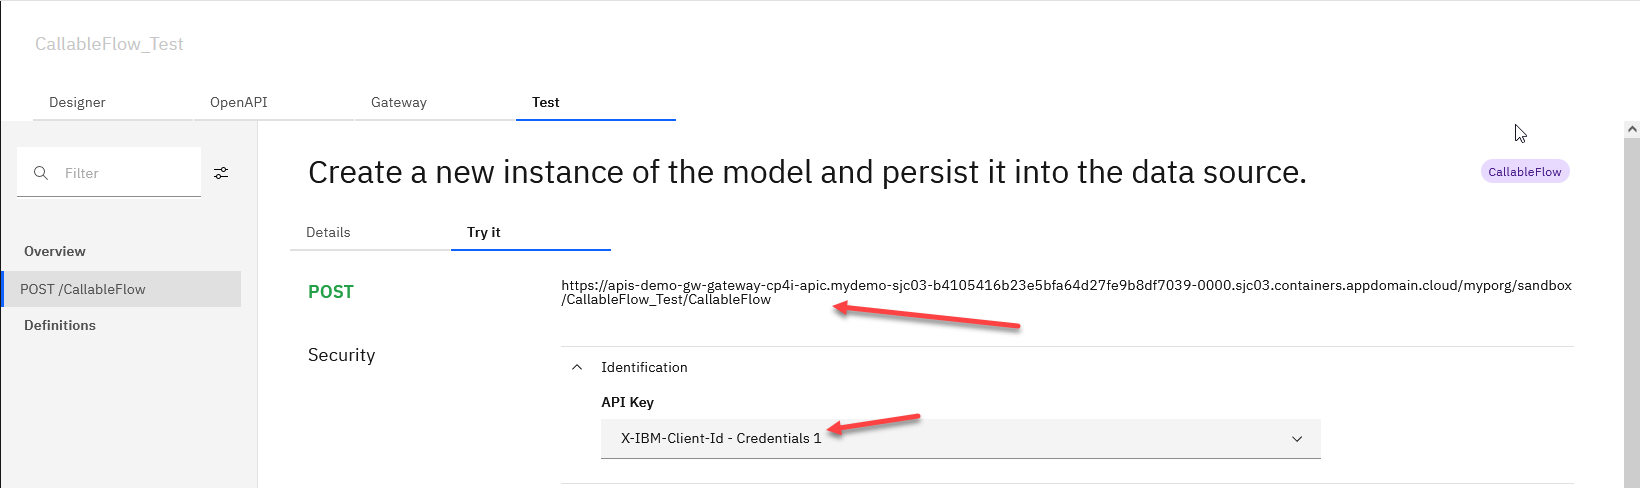 CallableFlow_Test
Designer
OpenAPI
Gateway
Test
Filter
Create a new instance of the model and persist it into the data source.
CallableFlow
Details
Try it
Overview
POST /CallableFlow
Definitions
POST
https://apis-demo-gw-gateway-cp4i-apic.mydemo-sjc03-b4105416b23e5bfa64d27fe9b8df7039-0000.sjc03.containers.appdomain.cloud/myporg/sandbox
/CallableFlow_Test/CallableFlow
Security
Identification
API Key
X-IBM-Client-Id - Credentials 1